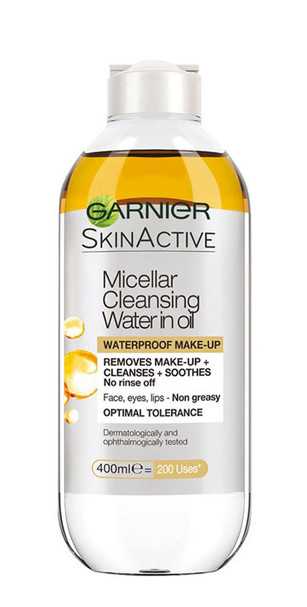 GARNIER
SKINACTIVE
Micellar
Cleansing
Water in oil
WATERPROOF MAKE-UP
REMOVES MAKE-UP +
CLEANSES + SOOTHES
No rinse off
Face, eyes, lips - Non greasy
OPTIMAL TOLERANCE
Dermatologically and
ophthalmogically tested
400ml℮= 200 Uses*